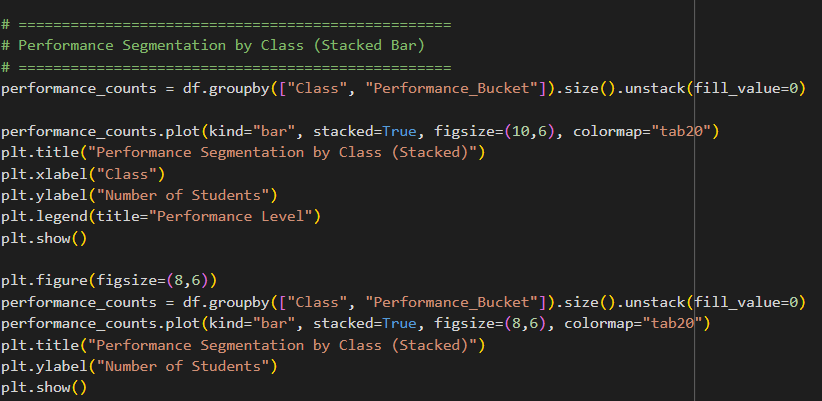 # ==================================================
# Performance Segmentation by Class (Stacked Bar)
# ==================================================
performance_counts = df.groupby(["Class", "Performance_Bucket"]).size().unstack(fill_value=0)
performance_counts.plot(kind="bar", stacked=True, figsize=(10,6), colormap="tab20")
plt.title("Performance Segmentation by Class (Stacked)")
plt.xlabel("Class")
plt.ylabel("Number of Students")
plt.legend(title="Performance Level")
plt.show()
plt.figure(figsize=(8,6))
performance_counts = df.groupby(["Class", "Performance_Bucket"]).size().unstack(fill_value=0)
performance_counts.plot(kind="bar", stacked=True, figsize=(8,6), colormap="tab20")
plt.title("Performance Segmentation by Class (Stacked)")
plt.ylabel("Number of Students")
plt.show()